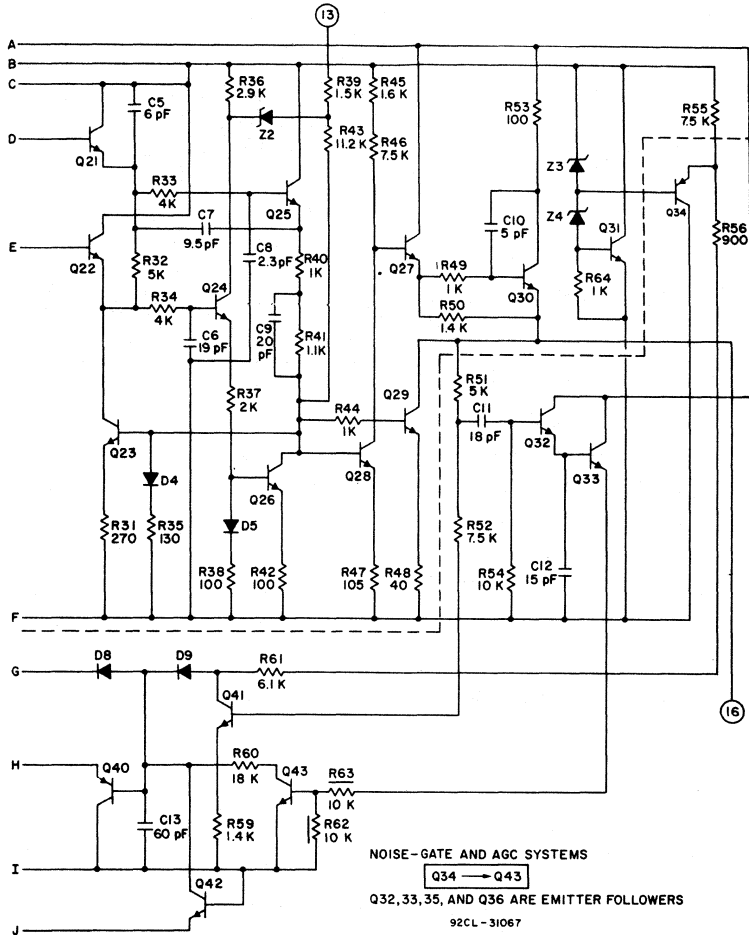 13
A
B
C
D
E
F
G
H
I
J
R36
2.9 K
R39
1.5K
R45
1.6K
C5
6 pF
Z2
R43
11.2 K
R46
7.5 K
R53
100
R55
7.5 K
Q21
R33
4K
Q25
Z3
Z4
Q34
C7
9.5 pF
C8
2.3 pF
C10
5 pF
Q31
R56
900
Q22
R32
5K
R40
1K
Q27
R49
1 K
Q30
R64
1 K
R34
4K
Q24
R50
1.4 K
C6
19 pF
C9
20
pF
R41
1.1K
R37
2K
Q29
R51
5 K
C11
18 pF
R44
1K
Q32
Q33
Q23
D4
Q26
Q28
R52
7.5 K
R31
270
R35
130
D5
R38
100
R42
100
R47
105
R48
40
R54
10 K
C12
15 pF
D8
D9
R61
6.1 K
Q41
16
Q40
R60
18 K
Q43
R63
10 K
C13
60 pF
R59
1.4 K
R62
10 K
Q42
NOISE-GATE AND AGC SYSTEMS
Q34 → Q43
Q32,33,35, AND Q36 ARE EMITTER FOLLOWERS
92CL-31067